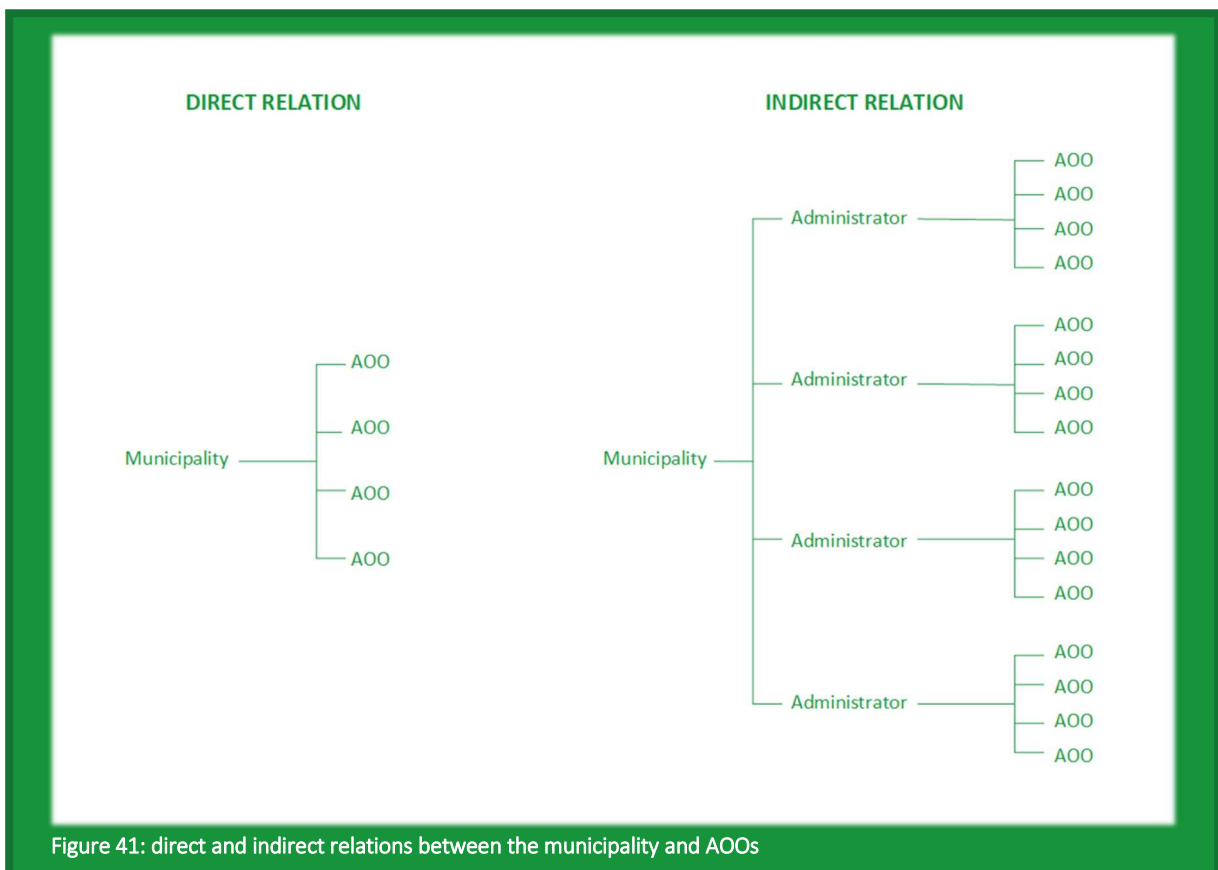 DIRECT RELATION
Municipality
AOO
AOO
AOO
AOO
INDIRECT RELATION
Municipality
Administrator
AOO
AOO
AOO
AOO
Administrator
AOO
AOO
AOO
AOO
Administrator
AOO
AOO
AOO
AOO
Administrator
AOO
AOO
AOO
AOO
Figure 41: direct and indirect relations between the municipality and AOOs